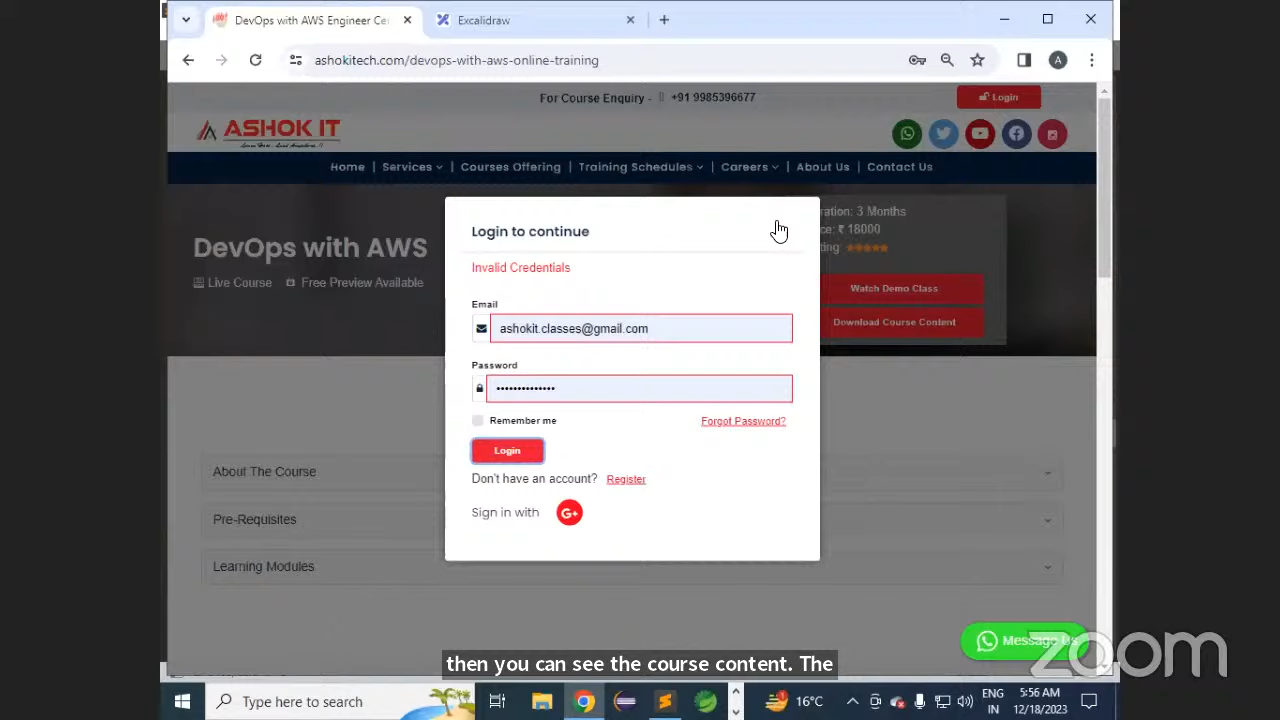 DevOps with AWS Engineer Ce
Excalidraw
ashokitech.com/devops-with-aws-online-training
For Course Enquiry - +91 9985396677
Login
ASHOK IT
Home | Services | Courses Offering | Training Schedules | Careers | About Us | Contact Us
DevOps with AWS
Live Course Free Preview Available
ration: 3 Months
ce: ₹ 18000
ting:
Watch Demo Class
Download Course Content
Login to continue
Invalid Credentials
Email
ashokit.classes@gmail.com
Password
••••••••••••••
Remember me
Forgot Password?
Login
Don't have an account? Register
Sign in with G+
About The Course
Pre-Requisites
Learning Modules
Message Us
zoom
then you can see the course content. The
Type here to search
16°C
ENG
IN
5:56 AM
12/18/2023